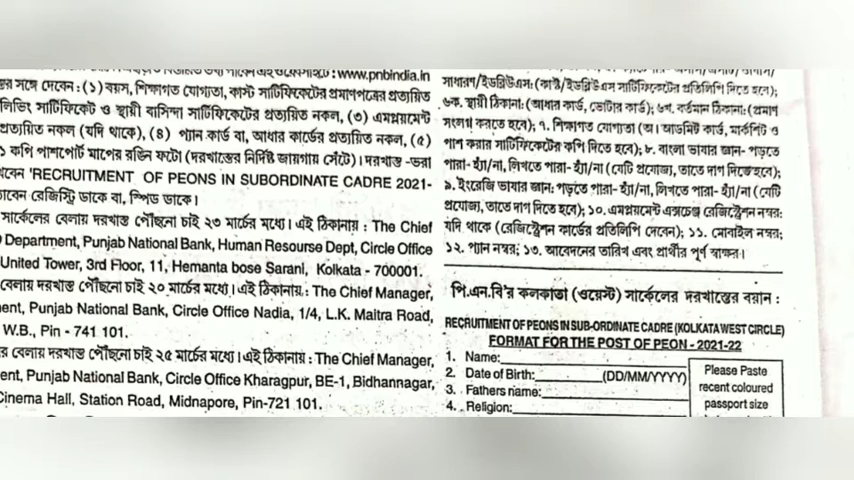 www.pnbindia.in
সঙ্গে দেবেন : (১) বয়স, শিক্ষাগত যোগ্যতা, কাস্ট সার্টিফিকেটের প্রমাণপত্রের প্রত্যয়িত
লিভিং সার্টিফিকেট ও স্থায়ী বাসিন্দা সার্টিফিকেটের প্রত্যয়িত নকল, (৩) এমপ্লয়মেন্ট
প্রত্যয়িত নকল (যদি থাকে), (৪) প্যান কার্ড বা, আধার কার্ডের প্রত্যয়িত নকল, (৫)
১ কপি পাশপোর্ট মাপের রঙিন ফটো (দরখাস্তের নির্দিষ্ট জায়গায় সেঁটে)। দরখাস্ত -ভরা
'RECRUITMENT OF PEONS IN SUBORDINATE CADRE 2021-
রেজিস্ট্রি ডাকে বা, স্পিড ডাকে।
সার্কেলের বেলায় দরখাস্ত পৌঁছনো চাই ২৩ মার্চের মধ্যে। এই ঠিকানায় : The Chief
Department, Punjab National Bank, Human Resourse Dept, Circle Office
United Tower, 3rd Floor, 11, Hemanta bose Sarani, Kolkata - 700001.
বেলায় দরখাস্ত পৌঁছনো চাই ২০ মার্চের মধ্যে। এই ঠিকানায় : The Chief Manager,
Punjab National Bank, Circle Office Nadia, 1/4, L.K. Maitra Road,
W.B., Pin - 741 101.
র বেলায় দরখাস্ত পৌঁছনো চাই ২৫ মার্চের মধ্যে। এই ঠিকানায় : The Chief Manager,
Punjab National Bank, Circle Office Kharagpur, BE-1, Bidhannagar,
Cinema Hall, Station Road, Midnapore, Pin-721 101.
সাধারণ/ইডব্লিউএস: (কাস্ট/ইডব্লিউএস সার্টিফিকেটের প্রতিলিপি দিতে হবে);
৬ক. স্থায়ী ঠিকানা: (আধার কার্ড, ভোটার কার্ড); ৬খ. বর্তমান ঠিকানা: (প্রমাণ
সংলগ্ন করতে হবে); ৭. শিক্ষাগত যোগ্যতা (অ্যাডমিট কার্ড, মার্কশিট ও
পাশ করার সার্টিফিকেটের কপি দিতে হবে); ৮. বাংলা ভাষার জ্ঞান- পড়তে
পারা- হ্যাঁ/না, লিখতে পারা- হ্যাঁ/না (যেটি প্রযোজ্য, তাতে দাগ দিতে হবে);
৯. ইংরেজি ভাষার জ্ঞান: পড়তে পারা- হ্যাঁ/না, লিখতে পারা- হ্যাঁ/না (যেটি
প্রযোজ্য, তাতে দাগ দিতে হবে); ১০. এমপ্লয়মেন্ট এক্সচেঞ্জ রেজিস্ট্রেশন নম্বর:
যদি থাকে (রেজিস্ট্রেশন কার্ডের প্রতিলিপি দেবেন); ১১. মোবাইল নম্বর;
১২. প্যান নম্বর; ১৩. আবেদনের তারিখ এবং প্রার্থীর পূর্ণ স্বাক্ষর।
পি.এন.বি'র কলকাতা (ওয়েস্ট) সার্কেলের দরখাস্তের বয়ান :
RECRUITMENT OF PEONS IN SUB-ORDINATE CADRE (KOLKATA WEST CIRCLE)
FORMAT FOR THE POST OF PEON - 2021-22
1. Name:
2. Date of Birth: (DD/MM/YYYY)
3. Fathers name:
4. Religion:
Please Paste
recent coloured
passport size